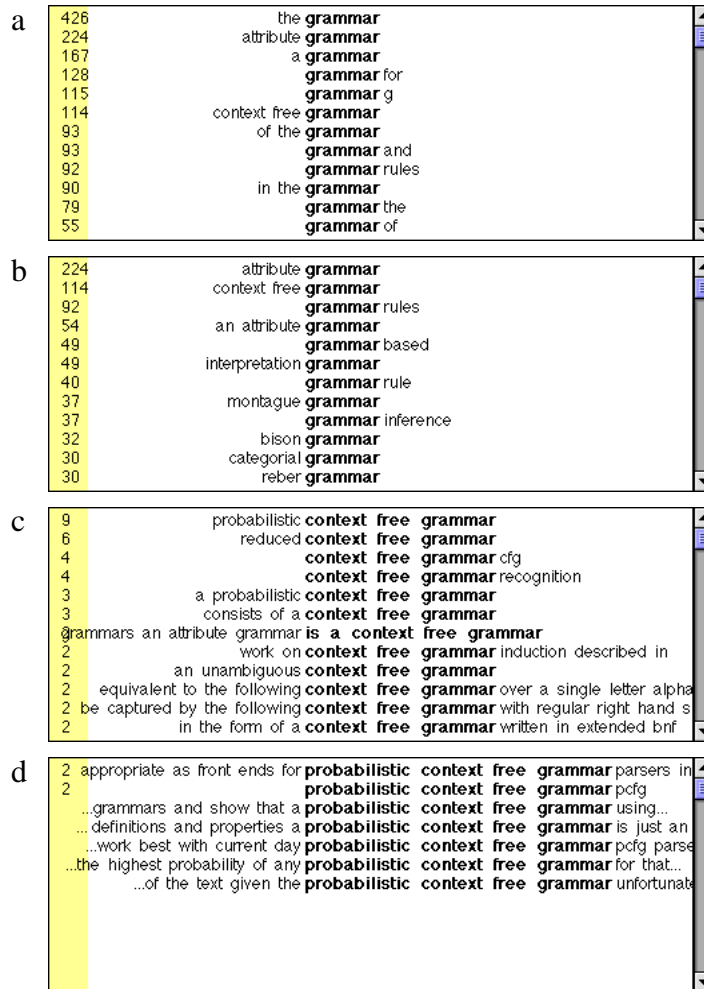 a
426 the grammar
224 attribute grammar
167 a grammar
128 grammar for
115 grammar g
114 context free grammar
93 of the grammar
93 grammar and
92 grammar rules
90 in the grammar
79 grammar the
55 grammar of
b
224 attribute grammar
114 context free grammar
92 grammar rules
54 an attribute grammar
49 grammar based
49 interpretation grammar
40 grammar rule
37 montague grammar
37 grammar inference
32 bison grammar
30 categorial grammar
30 reber grammar
c
9 probabilistic context free grammar
6 reduced context free grammar
4 context free grammar cfg
4 context free grammar recognition
3 a probabilistic context free grammar
3 consists of a context free grammar
grammars an attribute grammar is a context free grammar
2 work on context free grammar induction described in
2 an unambiguous context free grammar
2 equivalent to the following context free grammar over a single letter alpha
2 be captured by the following context free grammar with regular right hand s
2 in the form of a context free grammar written in extended bnf
d
2 appropriate as front ends for probabilistic context free grammar parsers in
2 probabilistic context free grammar pcfg
...grammars and show that a probabilistic context free grammar using...
... definitions and properties a probabilistic context free grammar is just an
...work best with current day probabilistic context free grammar pcfg parse
...the highest probability of any probabilistic context free grammar for that...
...of the text given the probabilistic context free grammar unfortunate